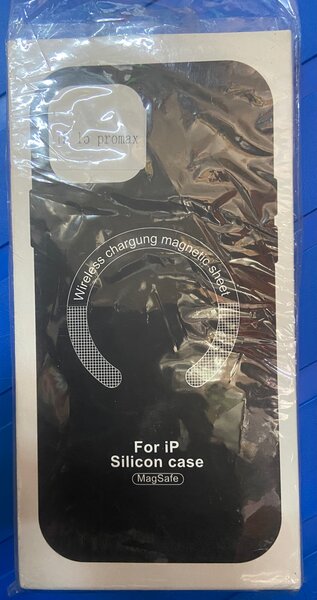 15 promax
Wireless chargung magnetic sheet
For iP
Silicon case
MagSafe